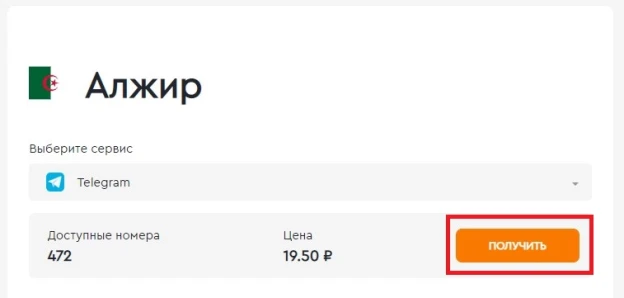 Алжир
Выберите сервис
Telegram
Доступные номера Цена ПОЛУЧИТЬ
472 19.50 ₽